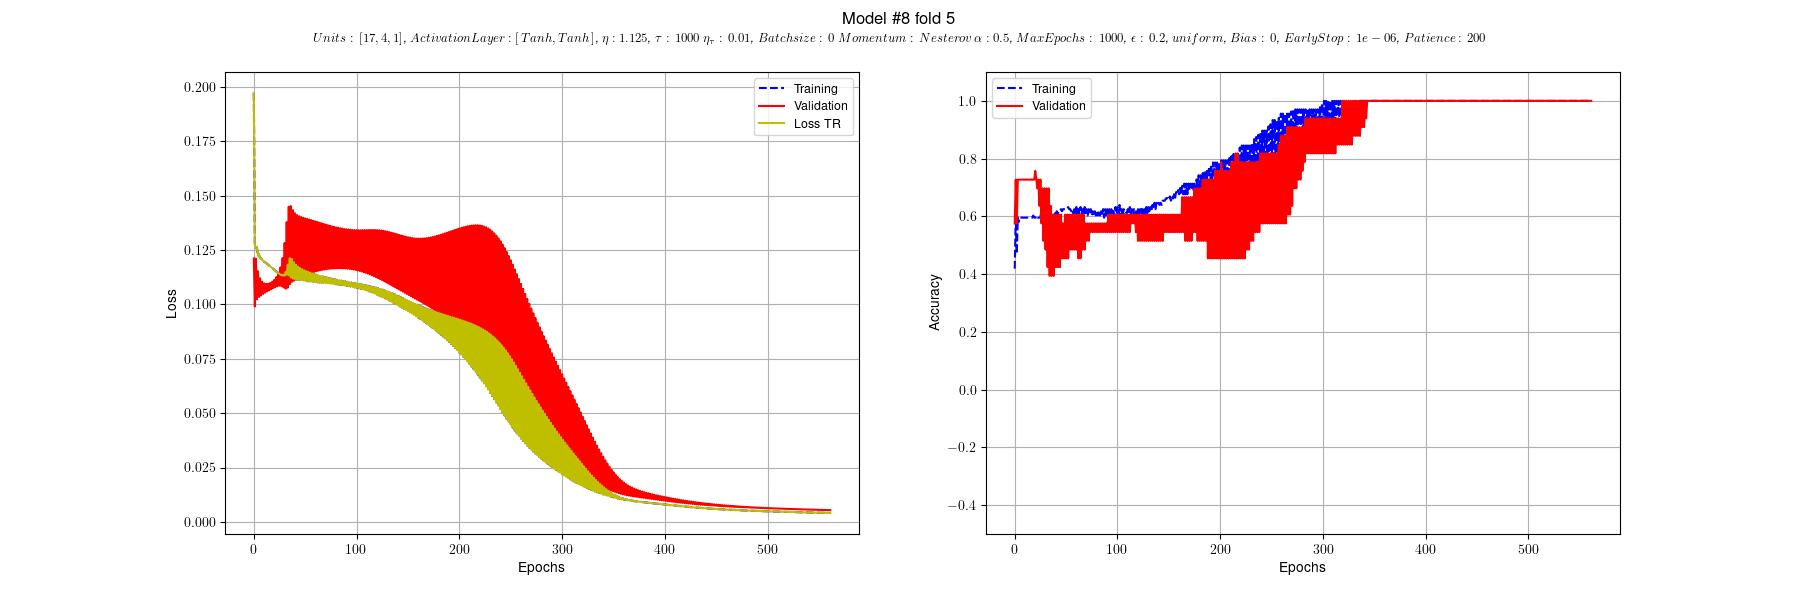 Model #8 fold 5
Units : [17, 4, 1], ActivationLayer : [Tanh, Tanh], η : 1.125, τ : 1000 η_τ : 0.01, Batchsize : 0 Momentum : Nesterov α : 0.5, MaxEpochs : 1000, ϵ : 0.2, uniform, Bias : 0, EarlyStop : 1e − 06, Patience : 200
Loss
0.200
0.175
0.150
0.125
0.100
0.075
0.050
0.025
0.000
Training
Validation
Loss TR
0 100 200 300 400 500
Epochs
Accuracy
1.0
0.8
0.6
0.4
0.2
0.0
−0.2
−0.4
Training
Validation
0 100 200 300 400 500
Epochs